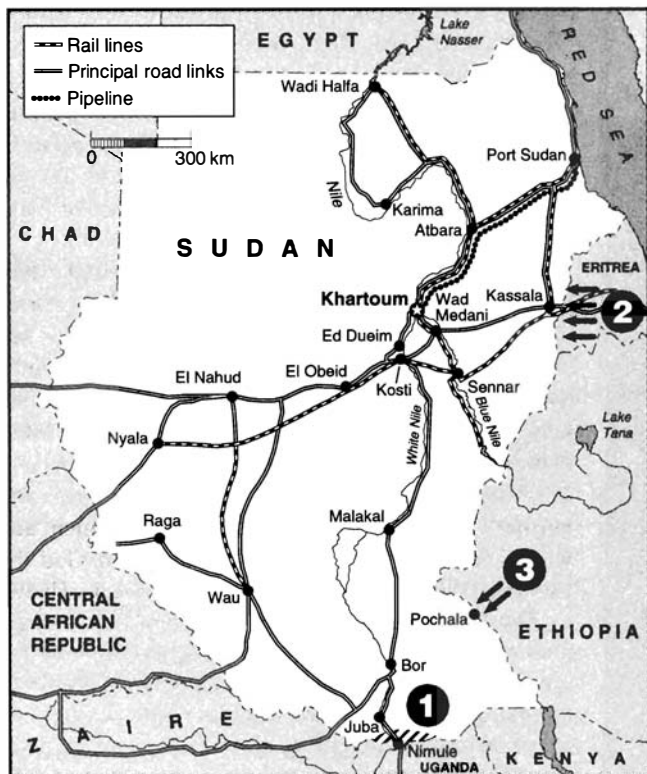 EGYPT
Lake
Nasser
RED SEA
Rail lines
Principal road links
Pipeline
0 300 km
Wadi Halfa
Port Sudan
Nile
Karima
Atbara
CHAD
SUDAN
ERITREA
Khartoum
Wad
Medani
Kassala
2
Ed Dueim
El Nahud
El Obeid
Kosti
Sennar
Blue Nile
Lake
Tana
Nyala
White Nile
Malakal
Raga
3
Wau
Pochala
CENTRAL
AFRICAN
REPUBLIC
ETHIOPIA
Bor
1
ZAIRE
Juba
Nimule
UGANDA
KENYA